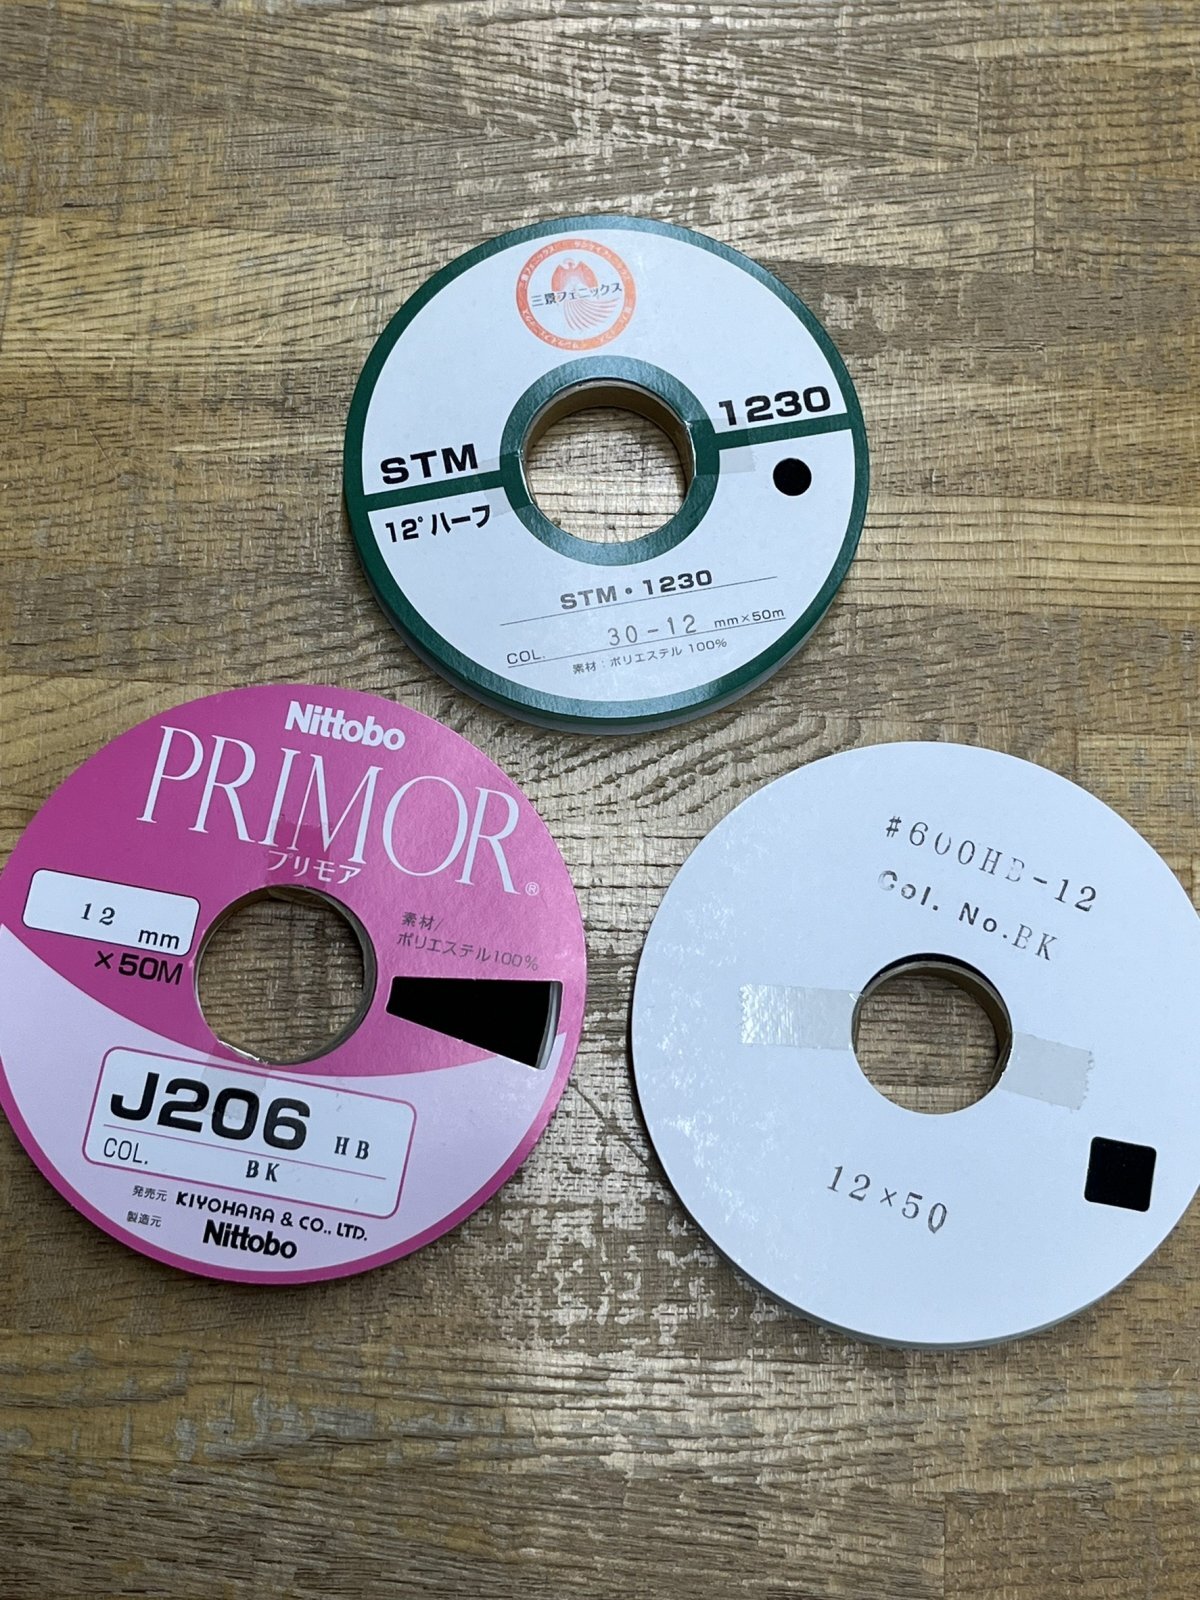 三景フェニックス
STM
1230
12°ハーフ
STM・1230
COL. 30-12 mm×50m
素材：ポリエステル 100%
Nittobo
PRIMOR®
プリモア
12 mm
×50M
素材/
ポリエステル100%
J206 HB
COL. BK
発売元 KIYOHARA & CO., LTD.
製造元 Nittobo
#600HB-12
Col. No.BK
12×50